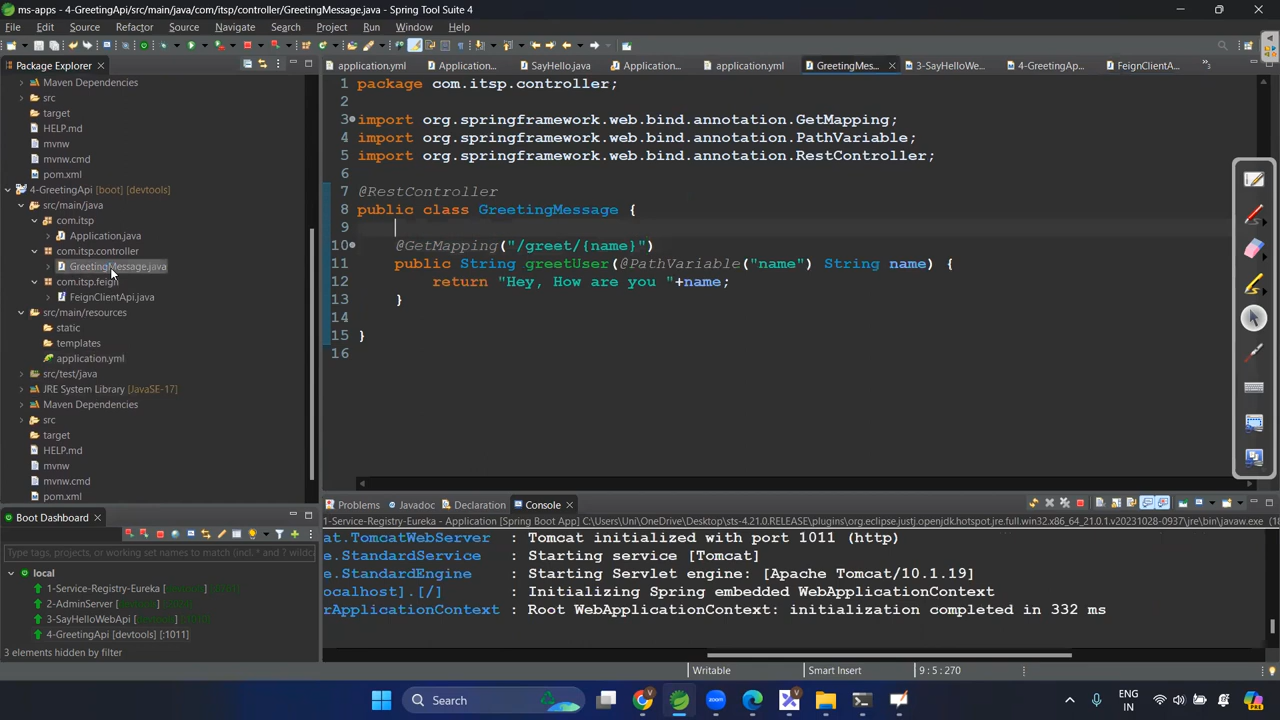 ms-apps - 4-GreetingApi/src/main/java/com/itsp/controller/GreetingMessage.java - Spring Tool Suite 4
File Edit Source Refactor Source Navigate Search Project Run Window Help
Package Explorer
application.yml
Application....
SayHello.java
Application....
application.yml
GreetingMes...
3-SayHelloWe...
4-GreetingAp...
FeignClientA...
Maven Dependencies
src
target
HELP.md
mvnw
mvnw.cmd
pom.xml
4-GreetingApi [boot] [devtools]
src/main/java
com.itsp
Application.java
com.itsp.controller
GreetingMessage.java
com.itsp.feign
FeignClientApi.java
src/main/resources
static
templates
application.yml
src/test/java
JRE System Library [JavaSE-17]
Maven Dependencies
src
target
HELP.md
mvnw
mvnw.cmd
pom.xml
1 package com.itsp.controller;
2
3 import org.springframework.web.bind.annotation.GetMapping;
4 import org.springframework.web.bind.annotation.PathVariable;
5 import org.springframework.web.bind.annotation.RestController;
6
7 @RestController
8 public class GreetingMessage {
9
10 @GetMapping("/greet/{name}")
11 public String greetUser(@PathVariable("name") String name) {
12 return "Hey, How are you "+name;
13 }
14
15 }
16
Boot Dashboard
Type tags, projects, or working set names to match (incl. * and ? wildcards)
local
1-Service-Registry-Eureka
2-AdminServer [devtools]
3-SayHelloWebApi [devtools]
4-GreetingApi [devtools] [:1011]
3 elements hidden by filter
Problems Javadoc Declaration Console
1-Service-Registry-Eureka - Application [Spring Boot App] C:\Users\Uni\OneDrive\Desktop\sts-4.21.0.RELEASE\plugins\org.eclipse.justj.openjdk.hotspot.jre.full.win32.x86_64_21.0.1.v20231028-0937\jre\bin\javaw.exe
cat.TomcatWebServer : Tomcat initialized with port 1011 (http)
e.StandardService : Starting service [Tomcat]
e.StandardEngine : Starting Servlet engine: [Apache Tomcat/10.1.19]
ocalhost].[/] : Initializing Spring embedded WebApplicationContext
rApplicationContext : Root WebApplicationContext: initialization completed in 332 ms
Writable Smart Insert 9 : 5 : 270
Search
ENG
IN
PRE